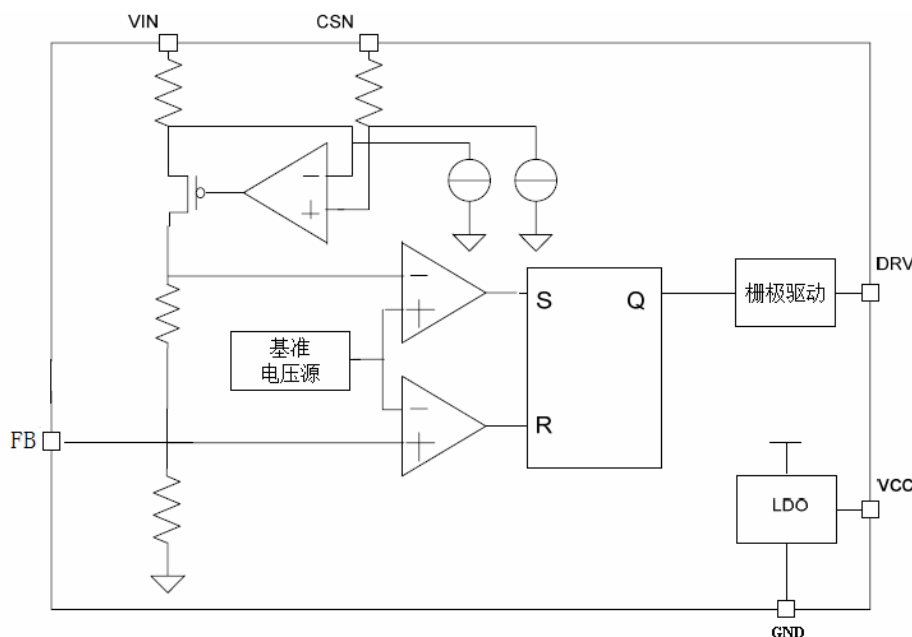 VIN
CSN
−
+
−
+
S
Q
栅极驱动
DRV
基准
电压源
−
+
R
FB
LDO
VCC
GND